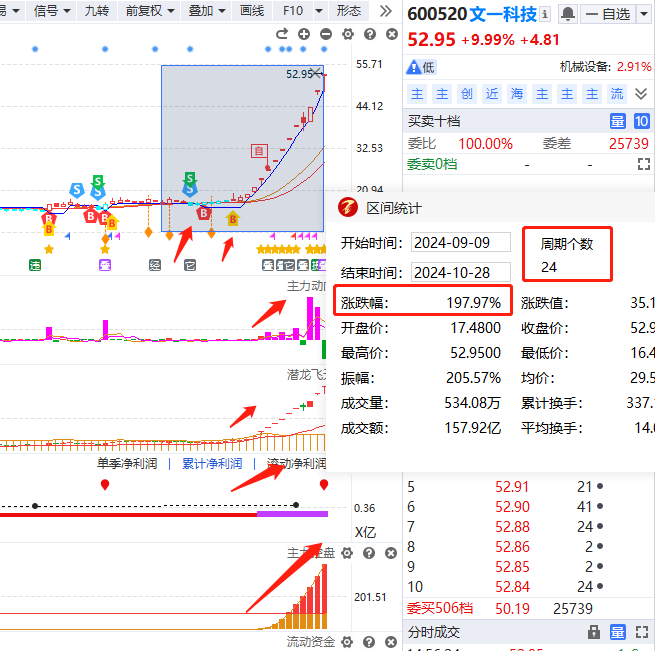 易 信号 九转 前复权 叠加 画线 F10 形态
600520 文一科技 自选
52.95 +9.99% +4.81
低 机械设备: 2.91%
主 主 创 近 海 主 主 主 流
买卖十档 量 10
委比 100.00% 委差 25739
委卖0档 - -
55.71
44.12
32.53
20.94
52.95
自
S S S S S
B B B B B B B
违 重 经 它
区间统计
开始时间: 2024-09-09
结束时间: 2024-10-28
周期个数
24
涨跌幅: 197.97% 涨跌值: 35.1
开盘价: 17.4800 收盘价: 52.9
最高价: 52.9500 最低价: 16.4
振幅: 205.57% 均价: 29.5
成交量: 534.08万 累计换手: 337.
成交额: 157.92亿 平均换手: 14.0
主力动
潜龙飞天
单季净利润 | 累计净利润 | 滚动净利润
0.36
X亿
主力控盘
201.51
流动资金
5 52.91 21
6 52.90 41
7 52.88 24
8 52.86 2
9 52.85 2
10 52.84 24
委买506档 50.19 25739
分时成交 量